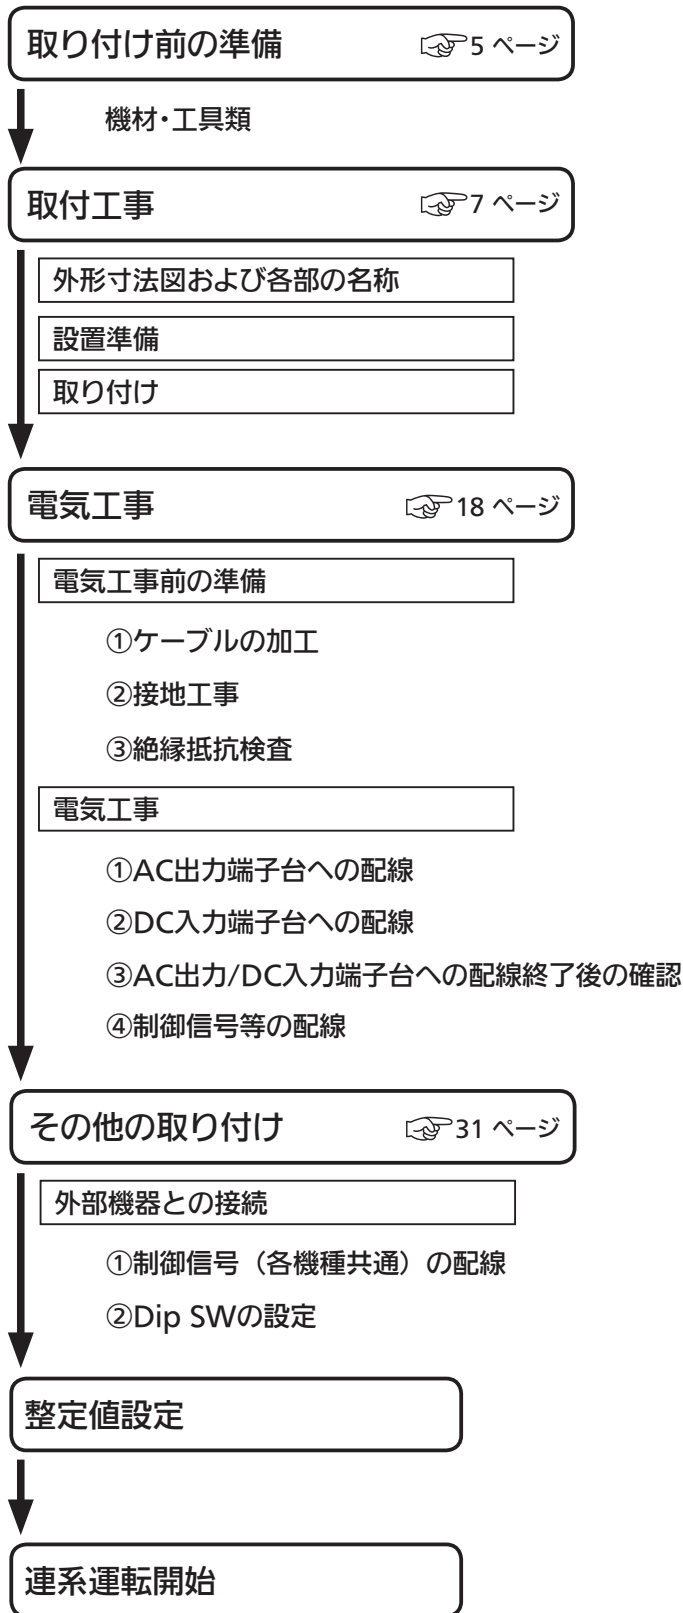 取り付け前の準備 ☞5 ページ
機材・工具類
取付工事 ☞7 ページ
外形寸法図および各部の名称
設置準備
取り付け
電気工事 ☞18 ページ
電気工事前の準備
①ケーブルの加工
②接地工事
③絶縁抵抗検査
電気工事
①AC出力端子台への配線
②DC入力端子台への配線
③AC出力/DC入力端子台への配線終了後の確認
④制御信号等の配線
その他の取り付け ☞31 ページ
外部機器との接続
①制御信号（各機種共通）の配線
②Dip SWの設定
整定値設定
連系運転開始